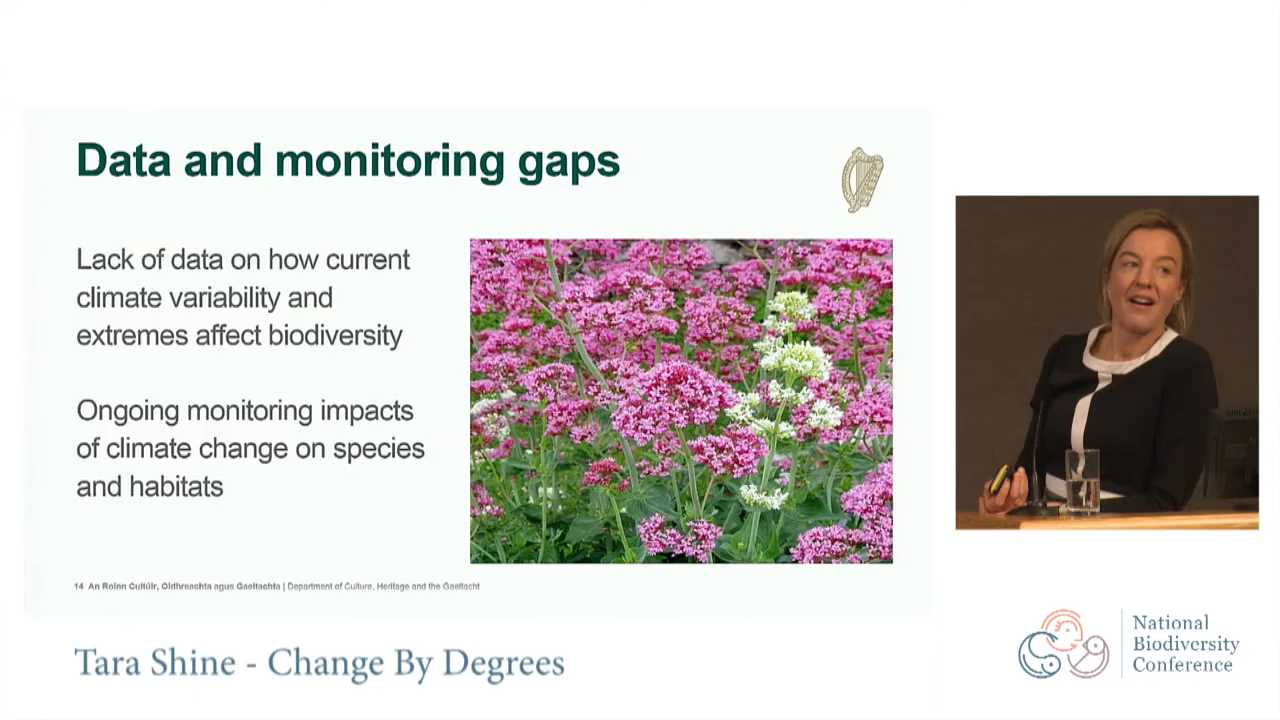 Data and monitoring gaps
Lack of data on how current
climate variability and
extremes affect biodiversity
Ongoing monitoring impacts
of climate change on species
and habitats
14 An Roinn Cultúir, Oidhreachta agus Gaeltachta | Department of Culture, Heritage and the Gaeltacht
Tara Shine - Change By Degrees
National
Biodiversity
Conference